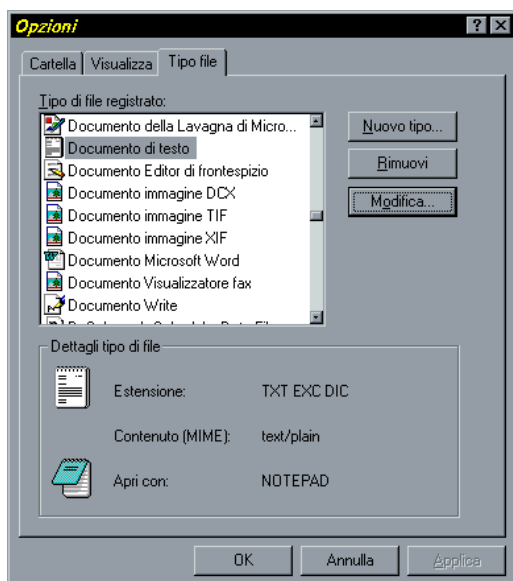 Opzioni
Cartella Visualizza Tipo file
Tipo di file registrato:
Documento della Lavagna di Micro...
Documento di testo
Documento Editor di frontespizio
Documento immagine DCX
Documento immagine TIF
Documento immagine XIF
Documento Microsoft Word
Documento Visualizzatore fax
Documento Write
Nuovo tipo...
Rimuovi
Modifica...
Dettagli tipo di file
Estensione: TXT EXC DIC
Contenuto (MIME): text/plain
Apri con: NOTEPAD
OK Annulla Applica